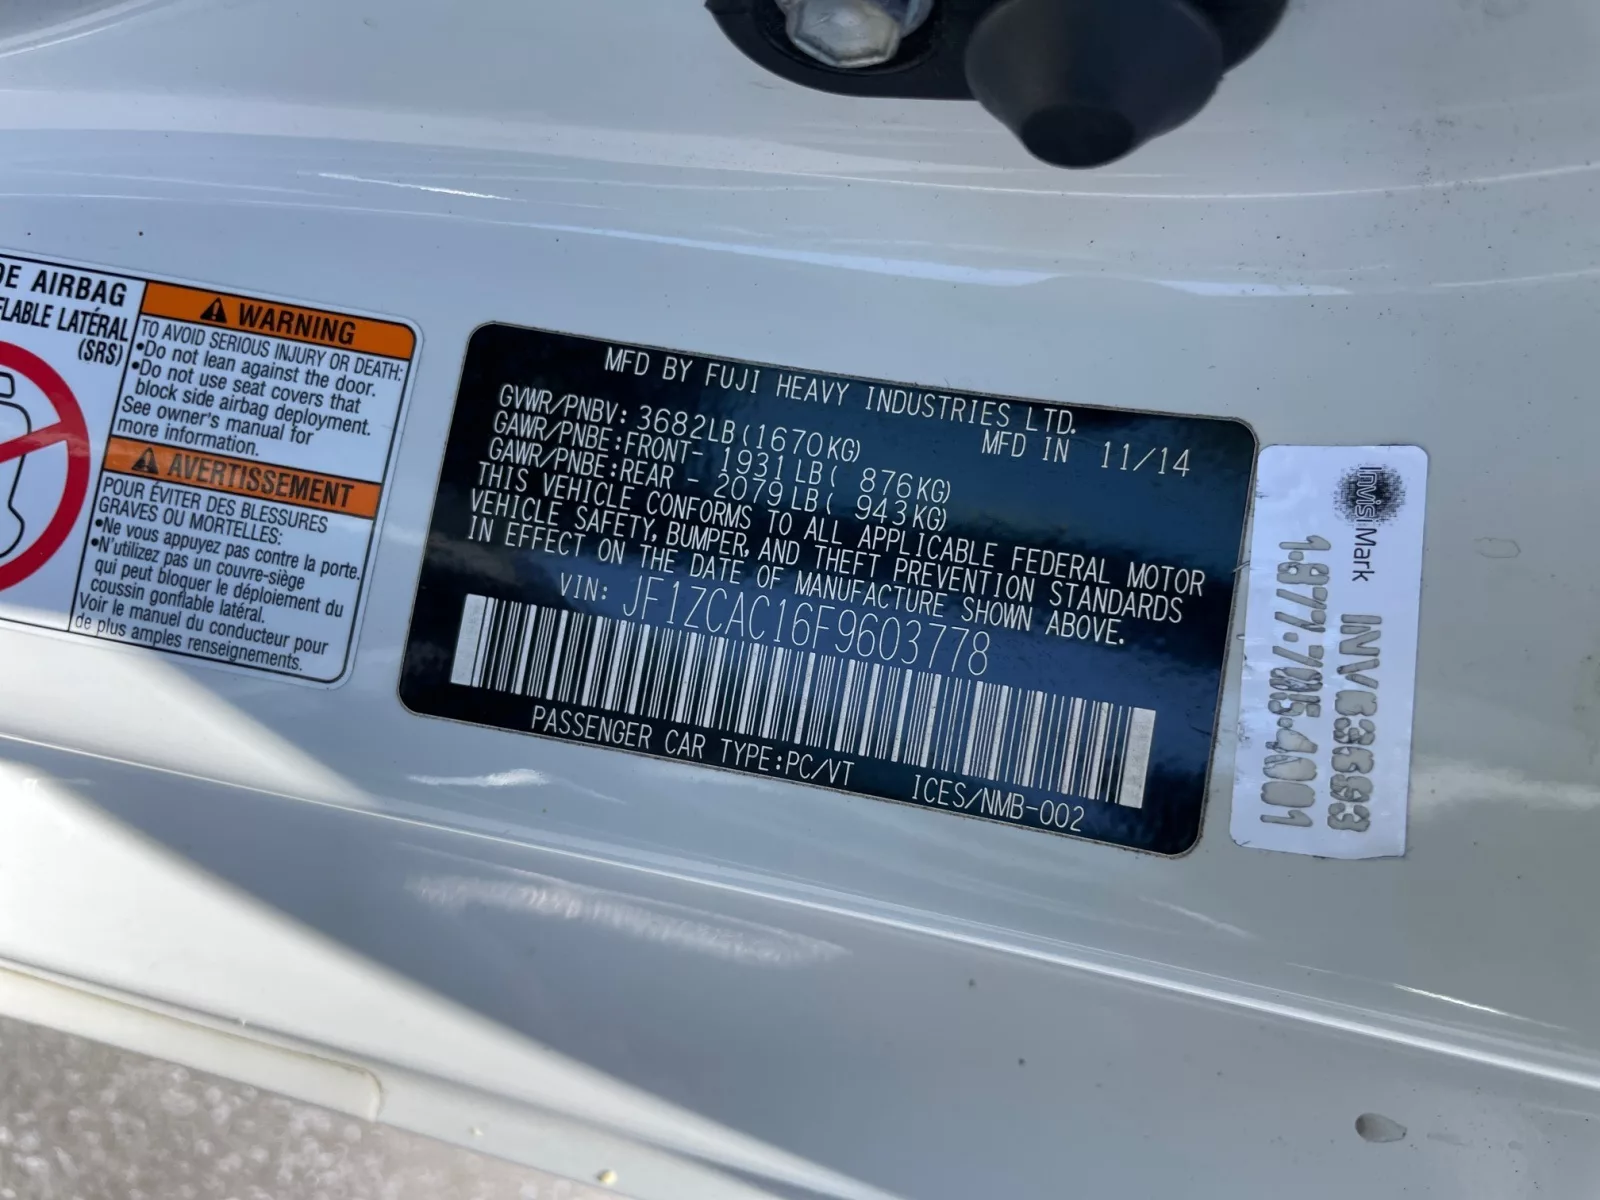 DE AIRBAG
FLABLE LATÉRAL
(SRS)
WARNING
TO AVOID SERIOUS INJURY OR DEATH:
•Do not lean against the door.
•Do not use seat covers that
block side airbag deployment.
See owner's manual for
more information.
AVERTISSEMENT
POUR ÉVITER DES BLESSURES
GRAVES OU MORTELLES:
•Ne vous appuyez pas contre la porte.
•N'utilizez pas un couvre-siège
qui peut bloquer le déploiement du
coussin gonflable latéral.
Voir le manuel du conducteur pour
de plus amples renseignements.
MFD BY FUJI HEAVY INDUSTRIES LTD.
GVWR/PNBV: 3682LB(1670KG) MFD IN 11/14
GAWR/PNBE:FRONT- 1931LB( 876KG)
GAWR/PNBE:REAR - 2079LB( 943KG)
THIS VEHICLE CONFORMS TO ALL APPLICABLE FEDERAL MOTOR
VEHICLE SAFETY, BUMPER, AND THEFT PREVENTION STANDARDS
IN EFFECT ON THE DATE OF MANUFACTURE SHOWN ABOVE.
VIN: JF1ZCAC16F9603778
PASSENGER CAR TYPE:PC/VT ICES/NMB-002
InvisiMark